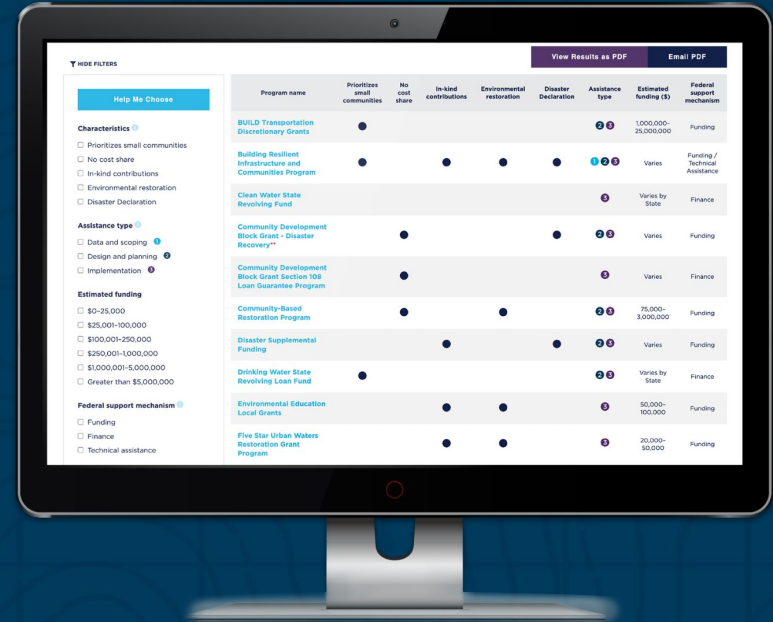 View Results as PDF
Email PDF
HIDE FILTERS
Help Me Choose
Characteristics
Prioritizes small communities
No cost share
In-kind contributions
Environmental restoration
Disaster Declaration
Assistance type
Data and scoping 1
Design and planning 2
Implementation 3
Estimated funding
$0-25,000
$25,001-100,000
$100,001-250,000
$250,001-1,000,000
$1,000,001-5,000,000
Greater than $5,000,000
Federal support mechanism
Funding
Finance
Technical assistance
Program name
Prioritizes
small
communities
No
cost
share
In-kind
contributions
Environmental
restoration
Disaster
Declaration
Assistance
type
Estimated
funding ($)
Federal
support
mechanism
BUILD Transportation
Discretionary Grants
2 3
1,000,000-
25,000,000
Funding
Building Resilient
Infrastructure and
Communities Program
1 2 3
Varies
Funding /
Technical
Assistance
Clean Water State
Revolving Fund
3
Varies by
State
Finance
Community Development
Block Grant - Disaster
Recovery**
2 3
Varies
Funding
Community Development
Block Grant Section 108
Loan Guarantee Program
3
Varies
Finance
Community-Based
Restoration Program
2 3
75,000-
3,000,000
Funding
Disaster Supplemental
Funding
2 3
Varies
Funding
Drinking Water State
Revolving Loan Fund
2 3
Varies by
State
Finance
Environmental Education
Local Grants
3
50,000-
100,000
Funding
Five Star Urban Waters
Restoration Grant
Program
3
20,000-
50,000
Funding